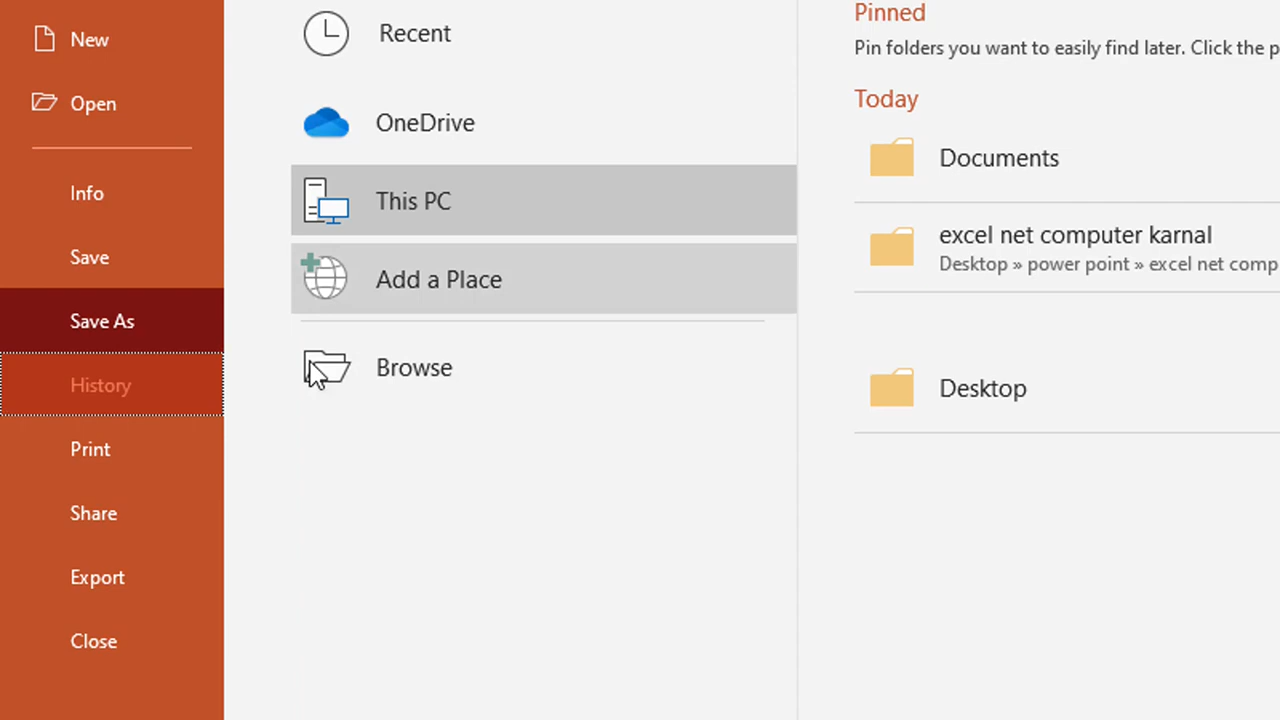 New
Open
Info
Save
Save As
History
Print
Share
Export
Close
Recent
OneDrive
This PC
Add a Place
Browse
Pinned
Pin folders you want to easily find later. Click the p
Today
Documents
excel net computer karnal
Desktop » power point » excel net comp
Desktop